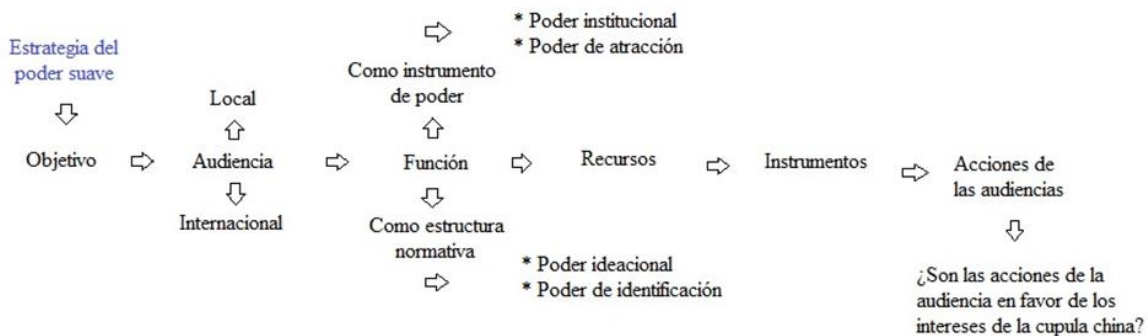 Estrategia del
poder suave
Objetivo
Local
Audiencia
Internacional
* Poder institucional
* Poder de atracción
Como instrumento
de poder
Función
Como estructura
normativa
* Poder ideacional
* Poder de identificación
Recursos
Instrumentos
Acciones de
las audiencias
¿Son las acciones de la
audiencia en favor de los
intereses de la cupula china?